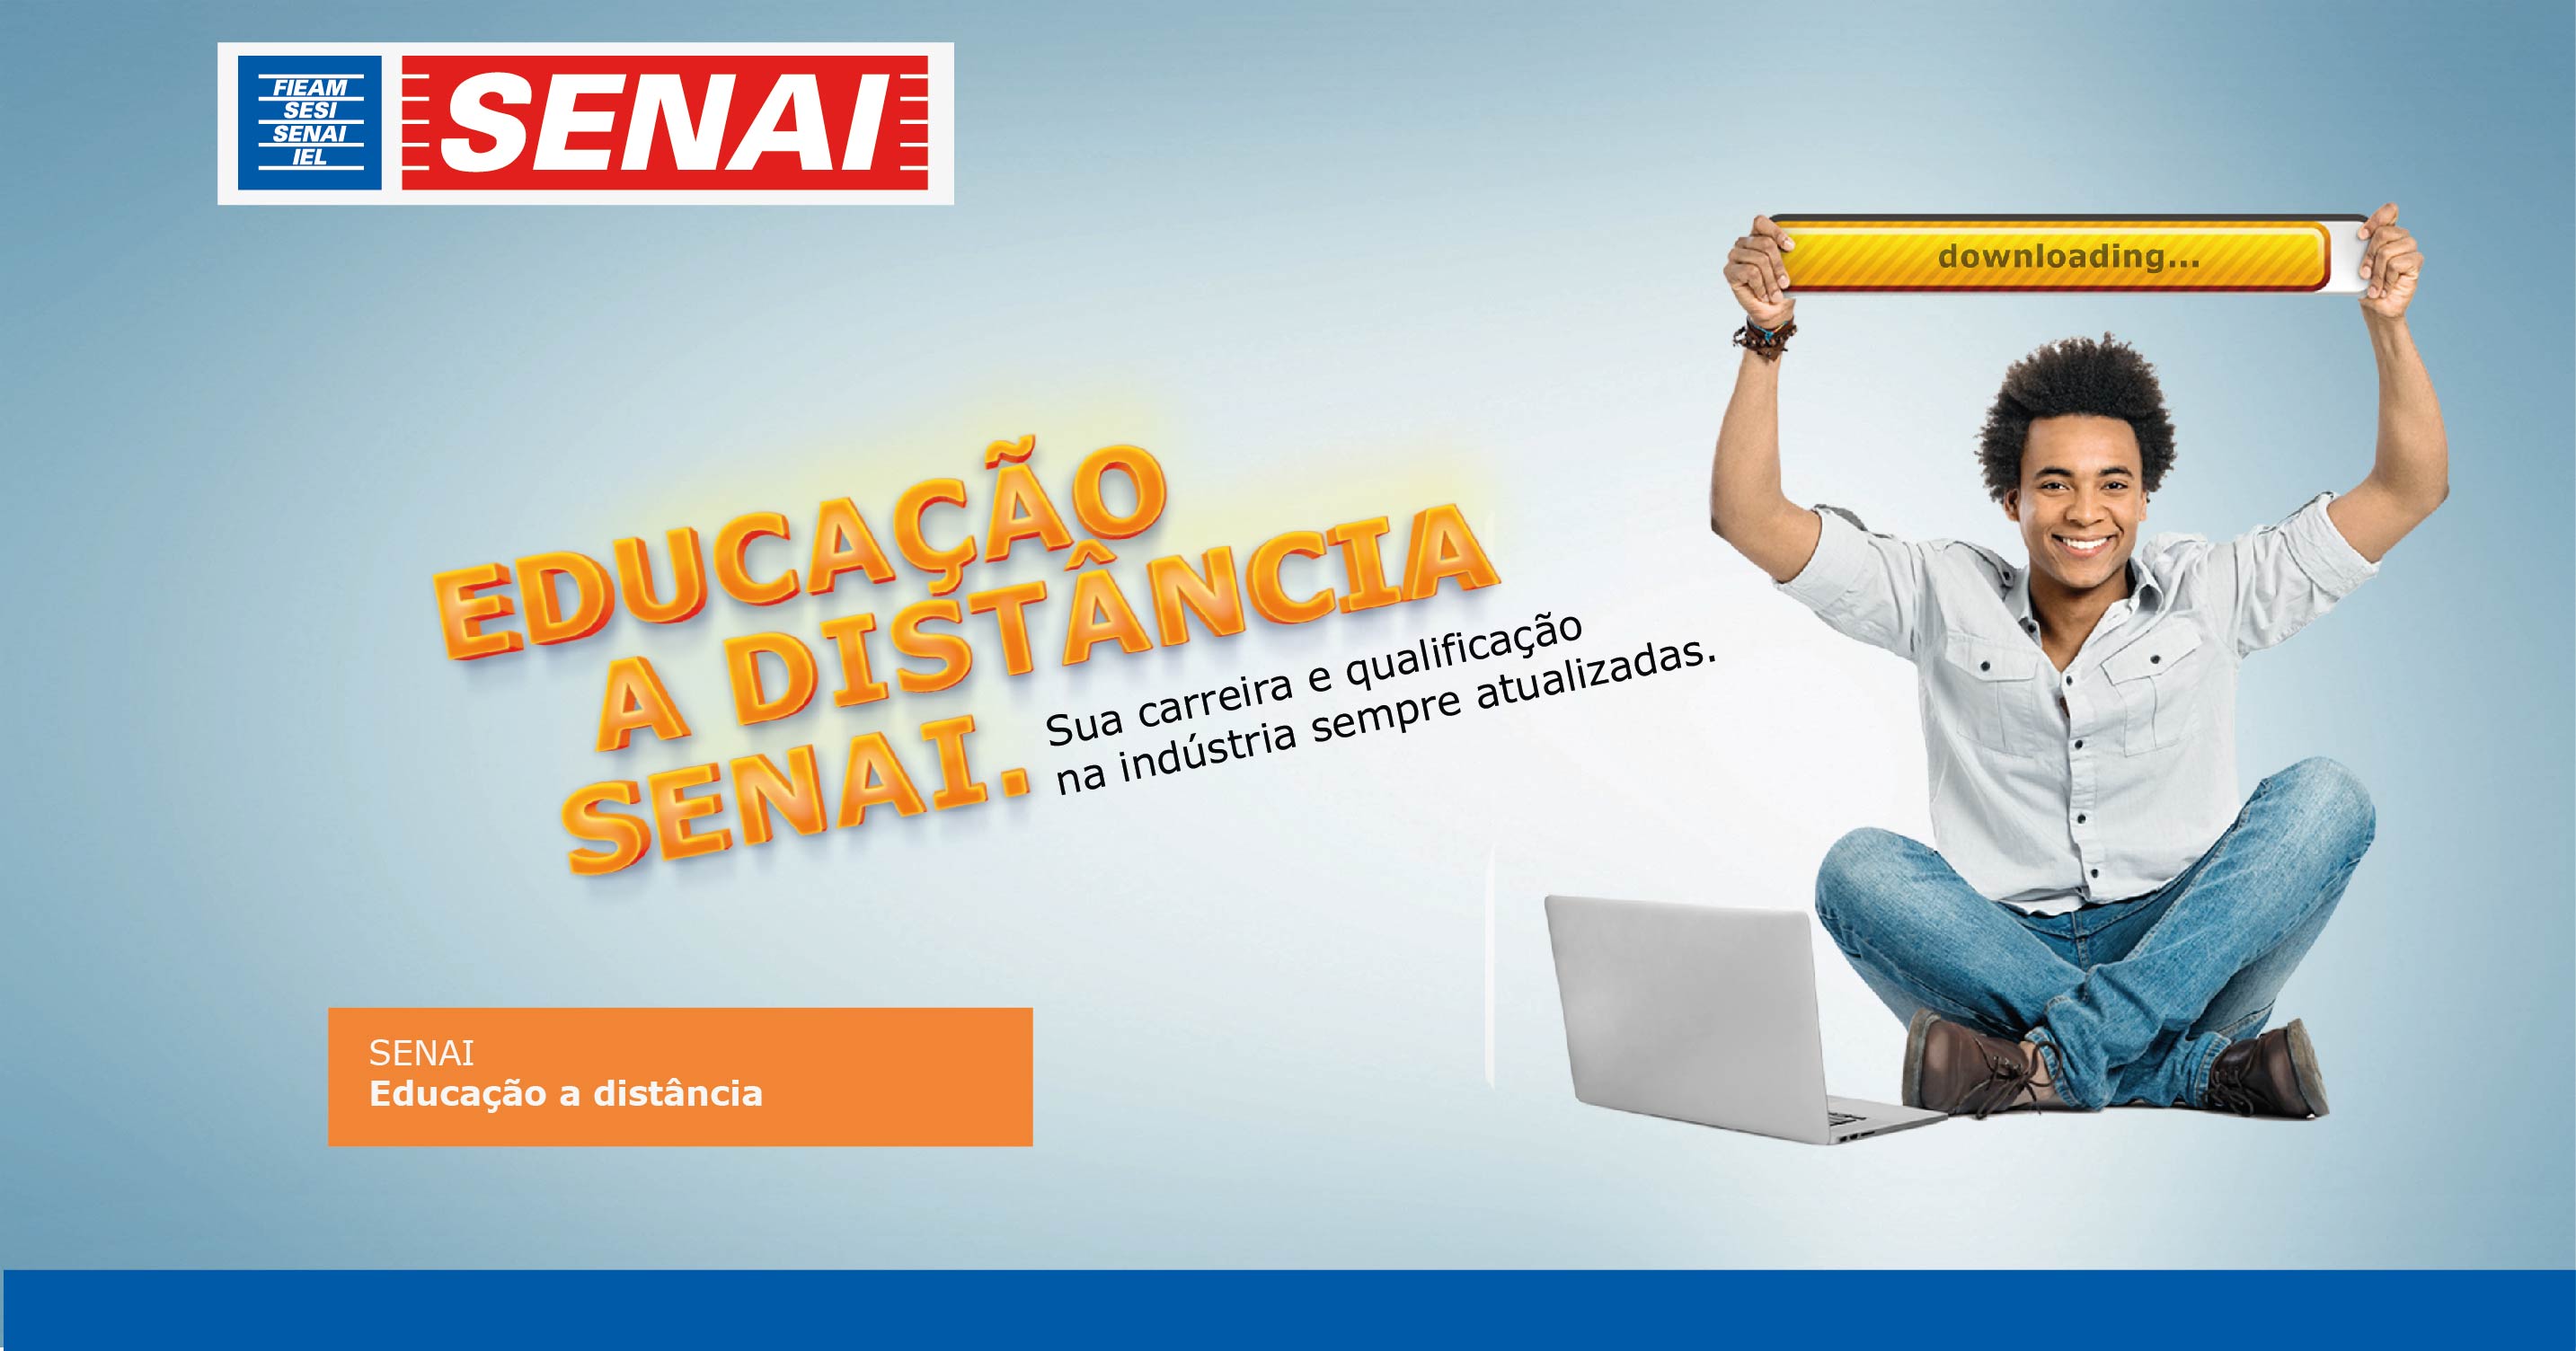 FIEAM
SESI
SENAI
IEL
SENAI
downloading...
EDUCAÇÃO
A DISTÂNCIA
SENAI.
Sua carreira e qualificação
na indústria sempre atualizadas.
SENAI
Educação a distância